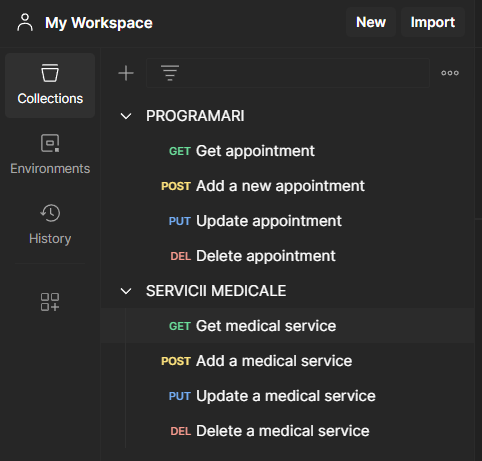 My Workspace New Import
Collections
Environments
History
PROGRAMARI
GET Get appointment
POST Add a new appointment
PUT Update appointment
DEL Delete appointment
SERVICII MEDICALE
GET Get medical service
POST Add a medical service
PUT Update a medical service
DEL Delete a medical service